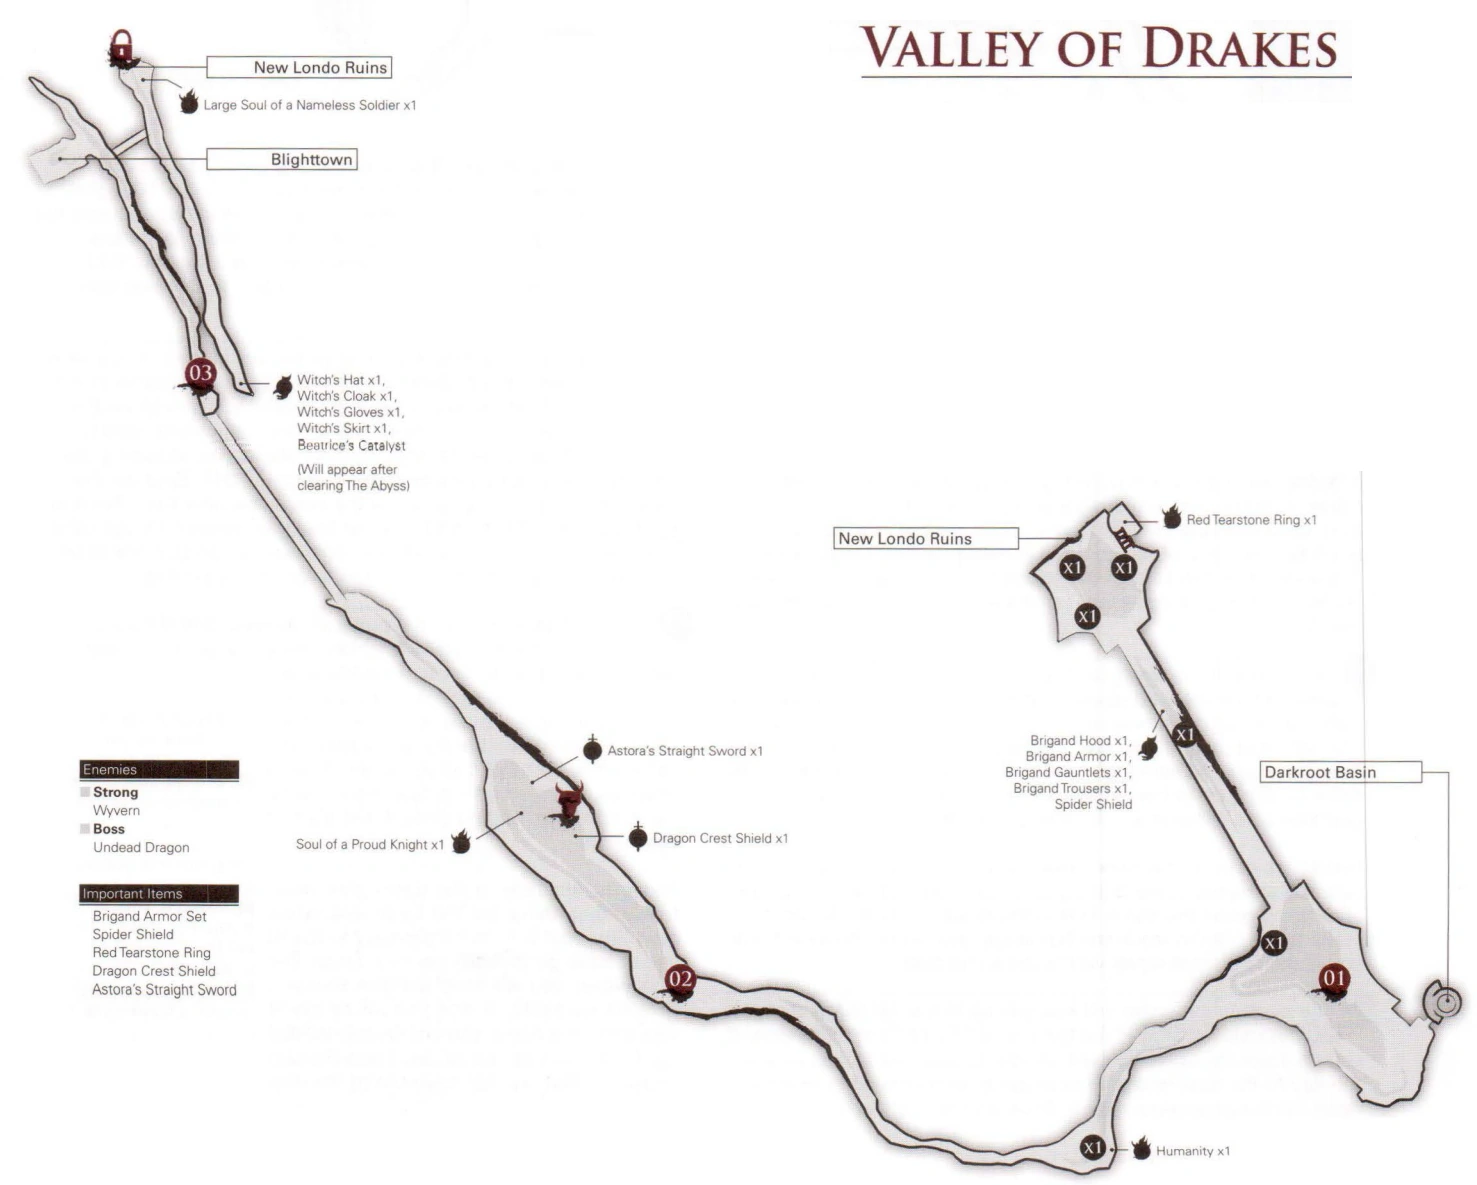 VALLEY OF DRAKES
New Londo Ruins
Large Soul of a Nameless Soldier x1
Blighttown
03
Witch's Hat x1,
Witch's Cloak x1,
Witch's Gloves x1,
Witch's Skirt x1,
Beatrice's Catalyst
(Will appear after
clearing The Abyss)
New Londo Ruins
Red Tearstone Ring x1
x1
x1
x1
Brigand Hood x1,
Brigand Armor x1,
Brigand Gauntlets x1,
Brigand Trousers x1,
Spider Shield
x1
Darkroot Basin
Astora's Straight Sword x1
Soul of a Proud Knight x1
Dragon Crest Shield x1
Enemies
Strong
Wyvern
Boss
Undead Dragon
Important Items
Brigand Armor Set
Spider Shield
Red Tearstone Ring
Dragon Crest Shield
Astora's Straight Sword
02
x1
01
x1
Humanity x1